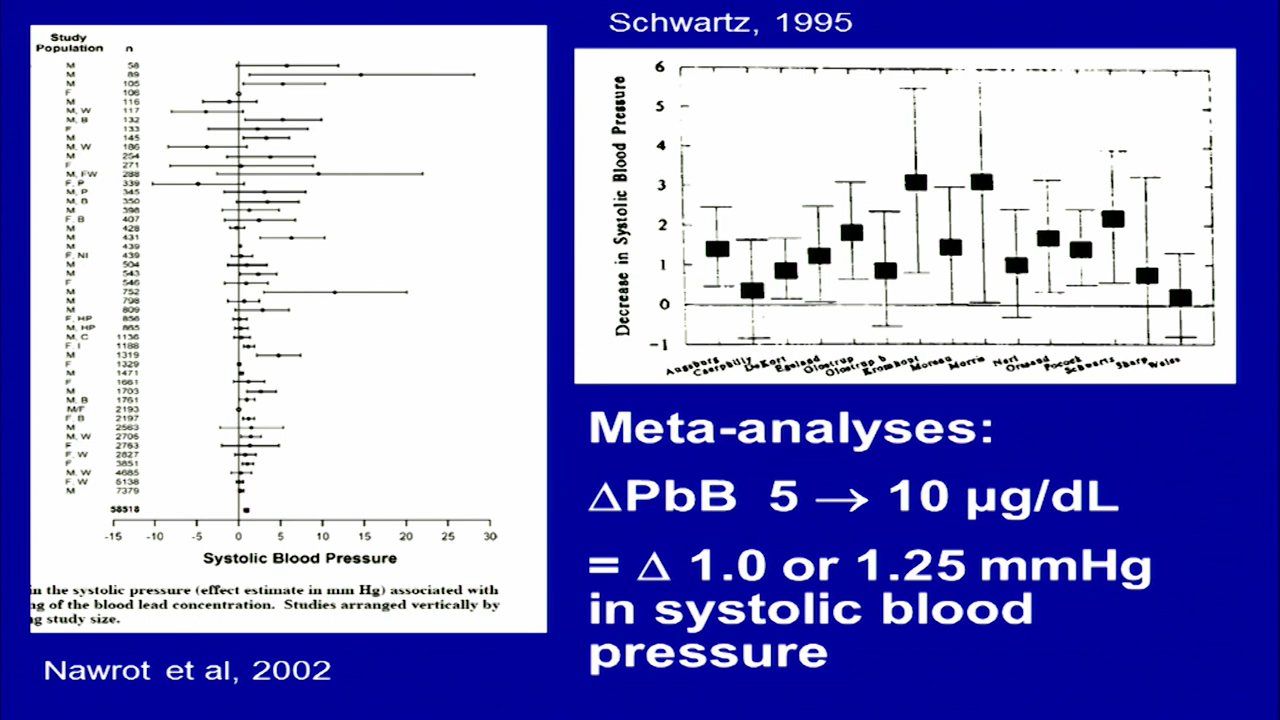 Schwartz, 1995
Study
Population n
M 58
M 89
M 105
F 106
M 116
M, W 117
M, B 132
F 133
M 145
M, W 186
M 254
F 271
M, FW 288
F, P 339
M, P 345
M, B 350
M 398
F, B 407
M 428
M 431
M 439
F, NI 439
M 504
M 543
F 546
M 752
M 798
M 809
F, HP 856
M, HP 865
M, C 1136
F, I 1188
M 1319
F 1329
M 1471
F 1661
M 1703
M, B 1761
M/F 2193
F, B 2197
M 2563
M, W 2705
F 2763
F, W 2827
F 3851
M, W 4685
F, W 5138
M 7379
58518
-15 -10 -5 0 5 10 15 20 25 30
Systolic Blood Pressure
in the systolic pressure (effect estimate in mm Hg) associated with
ng of the blood lead concentration. Studies arranged vertically by
ng study size.
Nawrot et al, 2002
Decrease in Systolic Blood Pressure
6
5
4
3
2
1
0
-1
Augsburg Caerphilly DeKort Egeland Glostrup Glostrup b Kromhout Moreau Morris Neri Orssaud Pocock Schwartz Sharp Weiss
Meta-analyses:
ΔPbB 5 → 10 µg/dL
= Δ 1.0 or 1.25 mmHg
in systolic blood
pressure